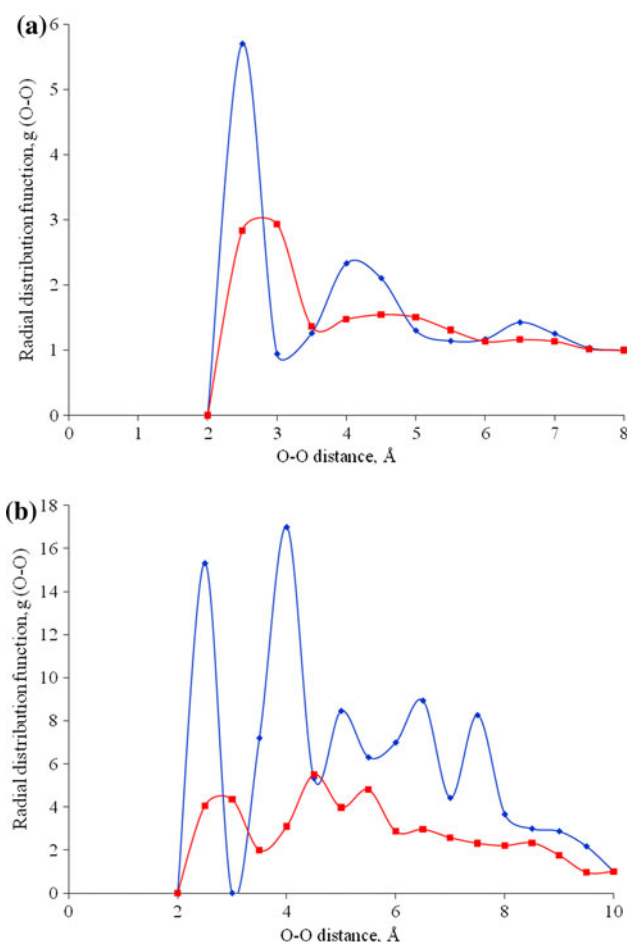 (a)
Radial distribution function, g (O-O)
6
5
4
3
2
1
0
0 1 2 3 4 5 6 7 8
O-O distance, Å
(b)
Radial distribution function, g (O-O)
18
16
14
12
10
8
6
4
2
0
0 2 4 6 8 10
O-O distance, Å